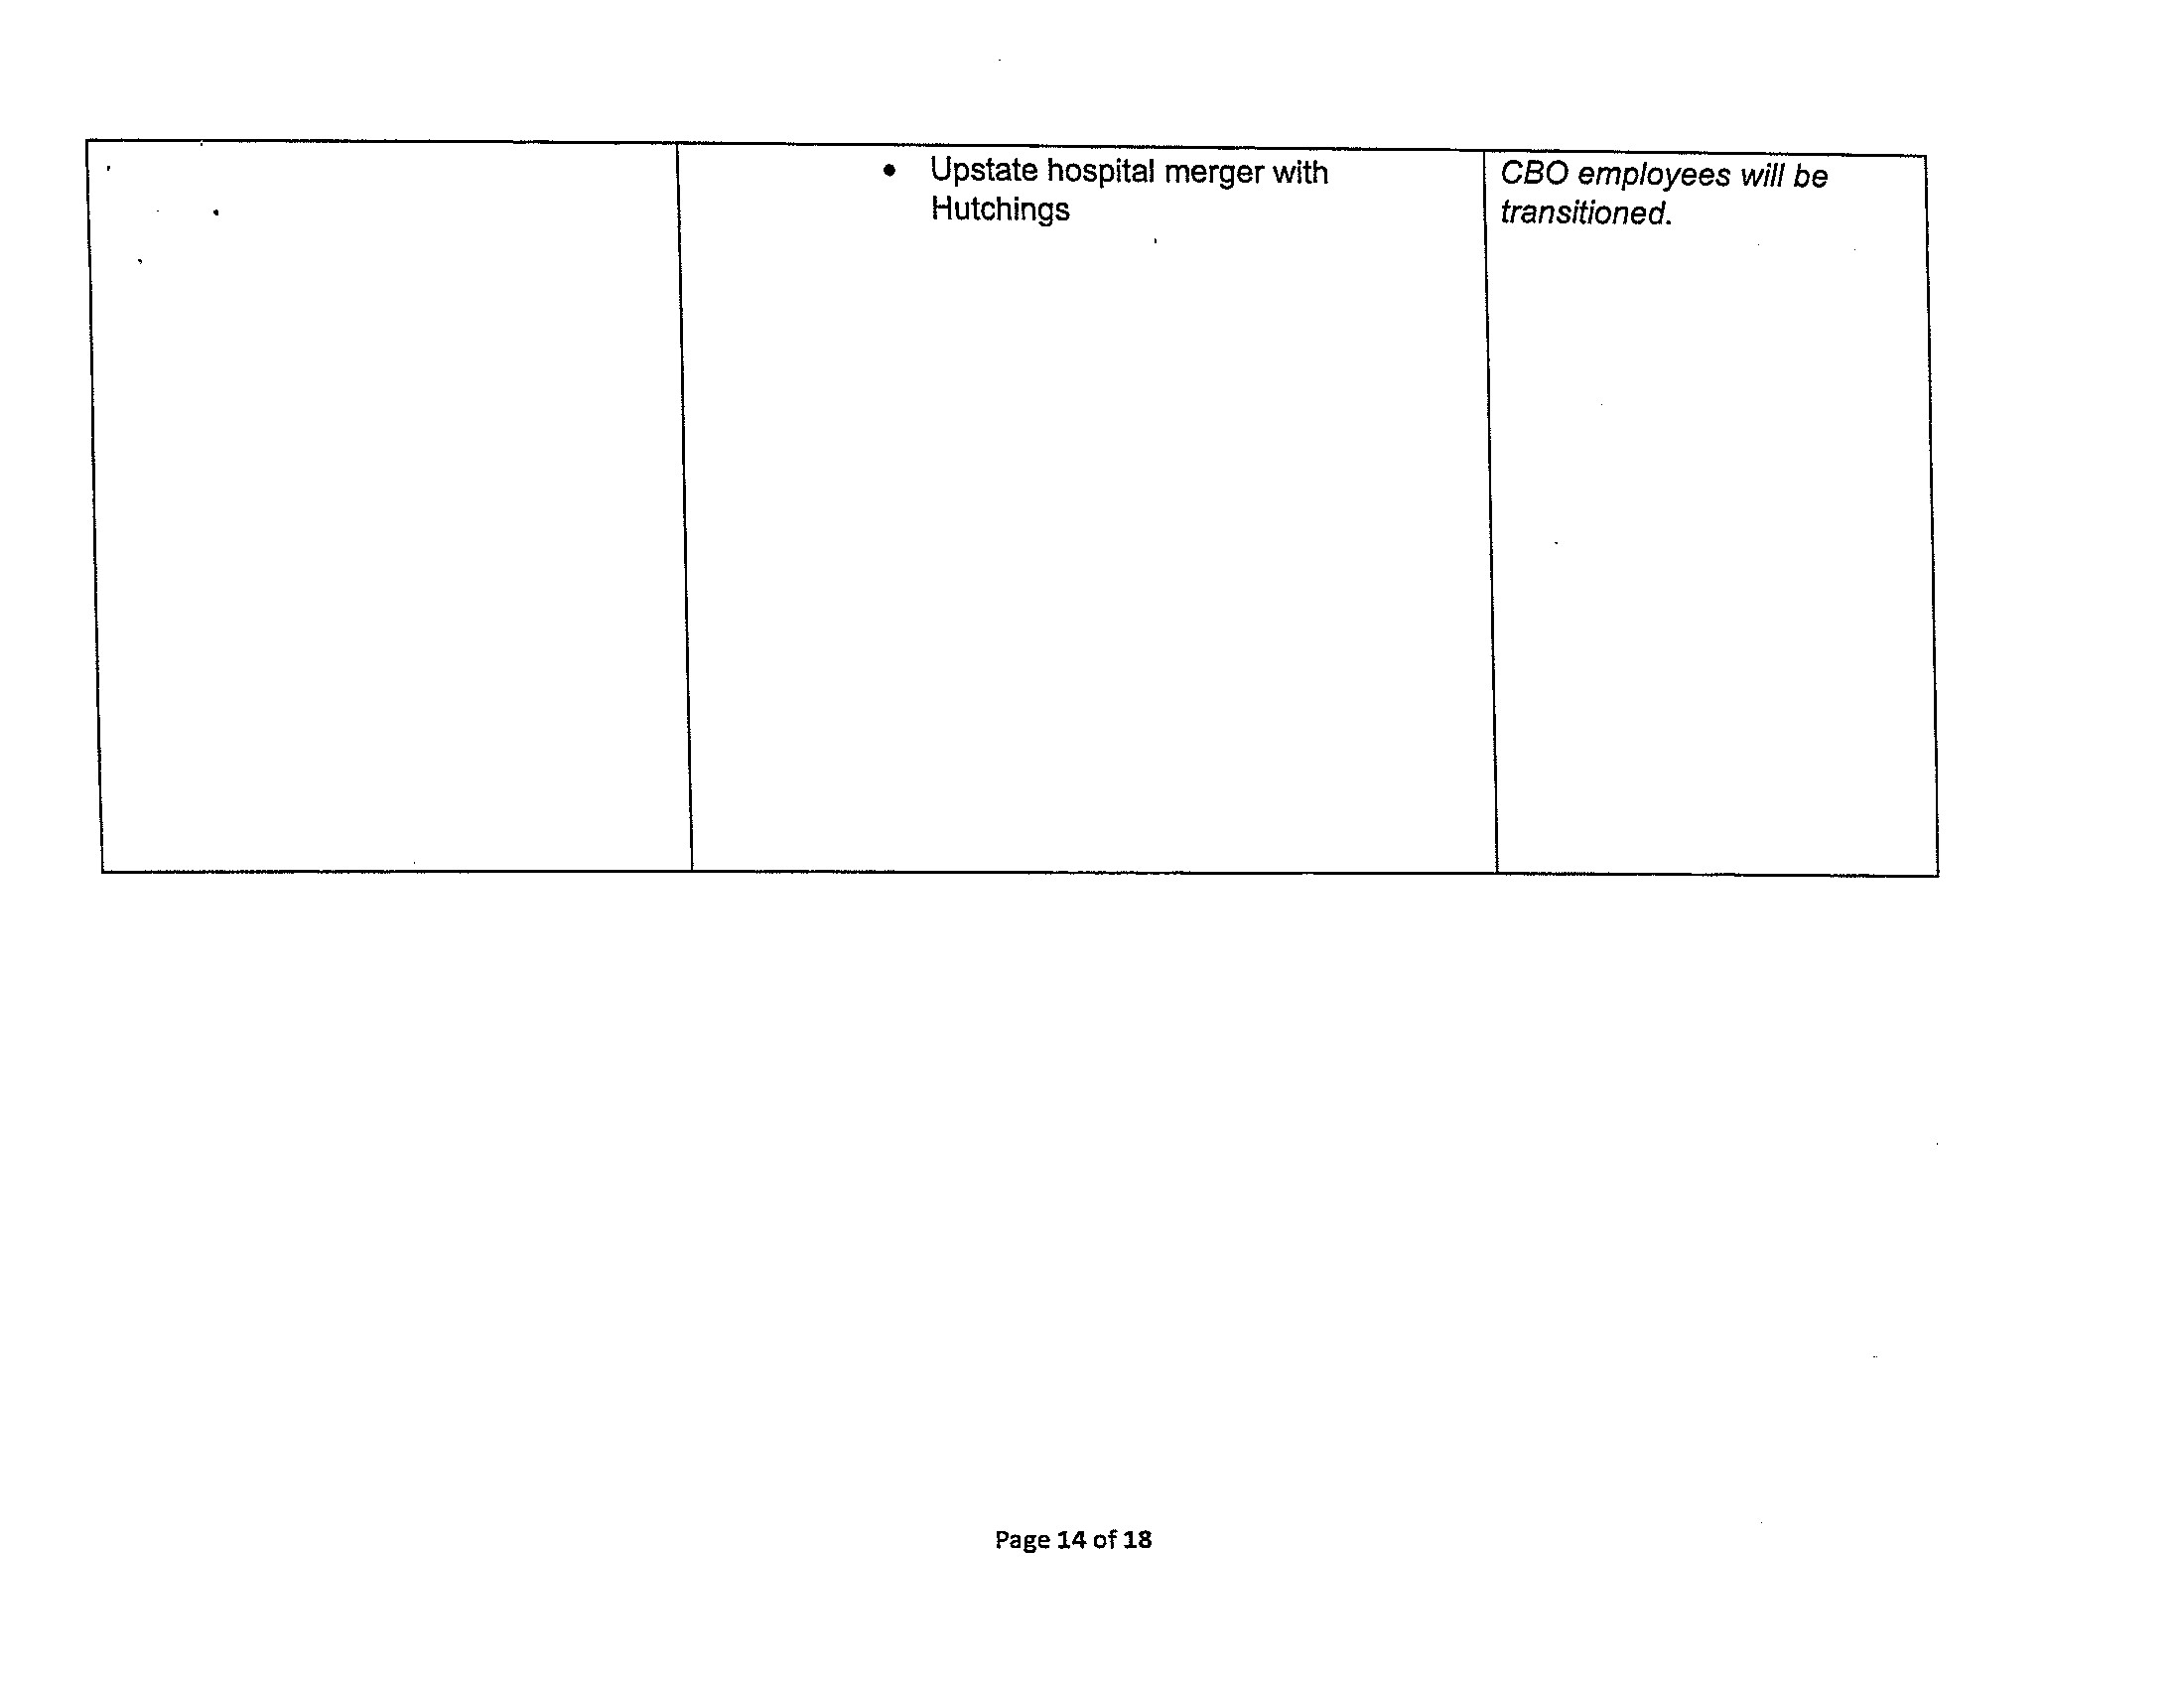 • Upstate hospital merger with
Hutchings
CBO employees will be
transitioned.
Page 14 of 18